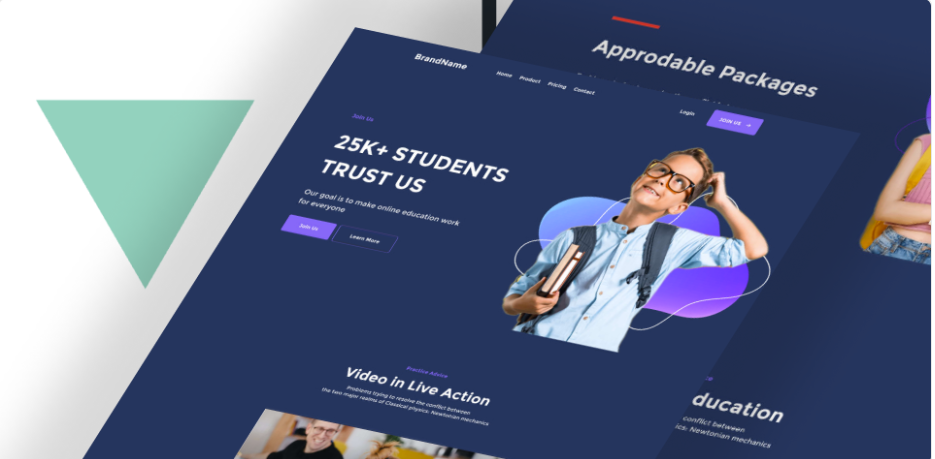 Approdable Packages
BrandName
Home Product Pricing Contact
Login
JOIN US →
Join Us
25K+ STUDENTS
TRUST US
Our goal is to make online education work
for everyone
Join Us
Learn More
Practice Advice
Video in Live Action
Problems trying to resolve the conflict between
the two major realms of Classical physics: Newtonian mechanics
ducation
conflict between
ics: Newtonian mechanics